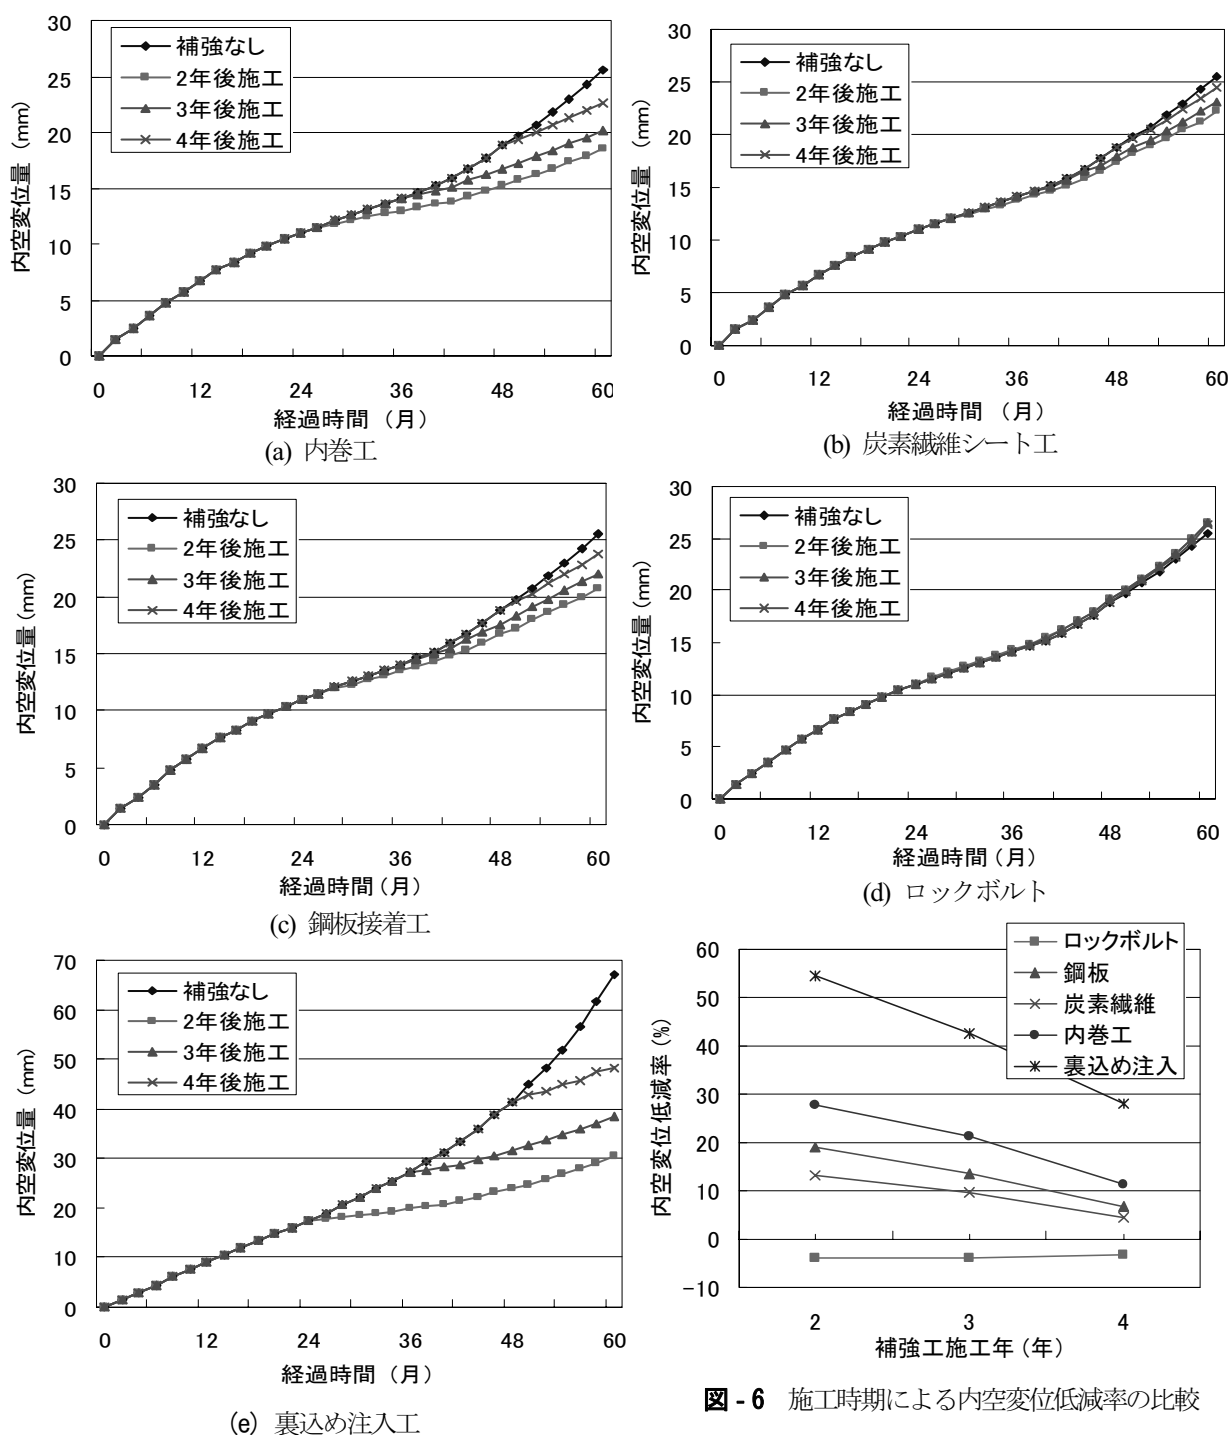 30
25
20
15
10
5
0
内空変位量 (mm)
補強なし
2年後施工
3年後施工
4年後施工
0 12 24 36 48 60
経過時間 (月)
(a) 内巻工
30
25
20
15
10
5
0
内空変位量 (mm)
補強なし
2年後施工
3年後施工
4年後施工
0 12 24 36 48 60
経過時間 (月)
(b) 炭素繊維シート工
30
25
20
15
10
5
0
内空変位量 (mm)
補強なし
2年後施工
3年後施工
4年後施工
0 12 24 36 48 60
経過時間 (月)
(c) 鋼板接着工
30
25
20
15
10
5
0
内空変位量 (mm)
補強なし
2年後施工
3年後施工
4年後施工
0 12 24 36 48 60
経過時間 (月)
(d) ロックボルト
70
60
50
40
30
20
10
0
内空変位量 (mm)
補強なし
2年後施工
3年後施工
4年後施工
0 12 24 36 48 60
経過時間 (月)
(e) 裏込め注入工
60
50
40
30
20
10
0
-10
内空変位低減率 (%)
ロックボルト
鋼板
炭素繊維
内巻工
裏込め注入
2 3 4
補強工施工年 (年)
図 - 6 施工時期による内空変位低減率の比較